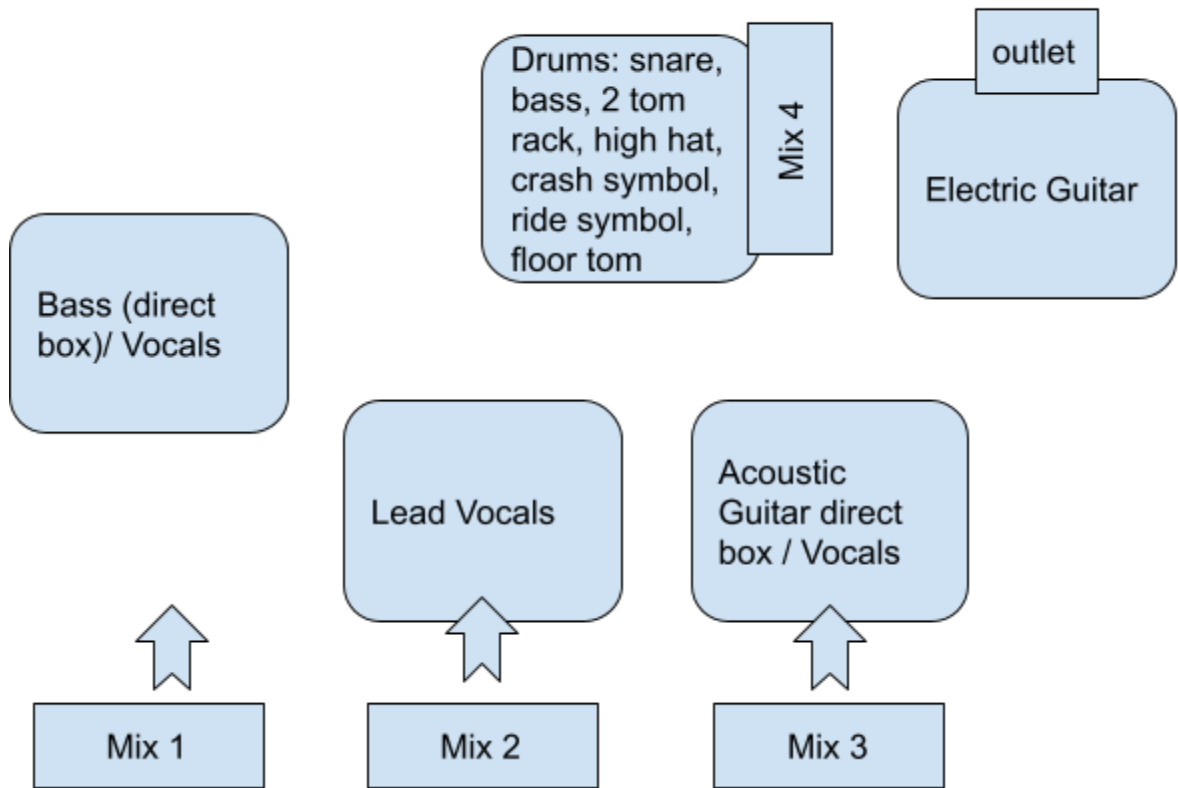 Drums: snare,
bass, 2 tom
rack, high hat,
crash symbol,
ride symbol,
floor tom
Mix 4
outlet
Electric Guitar
Bass (direct
box)/ Vocals
Lead Vocals
Acoustic
Guitar direct
box / Vocals
Mix 1
Mix 2
Mix 3